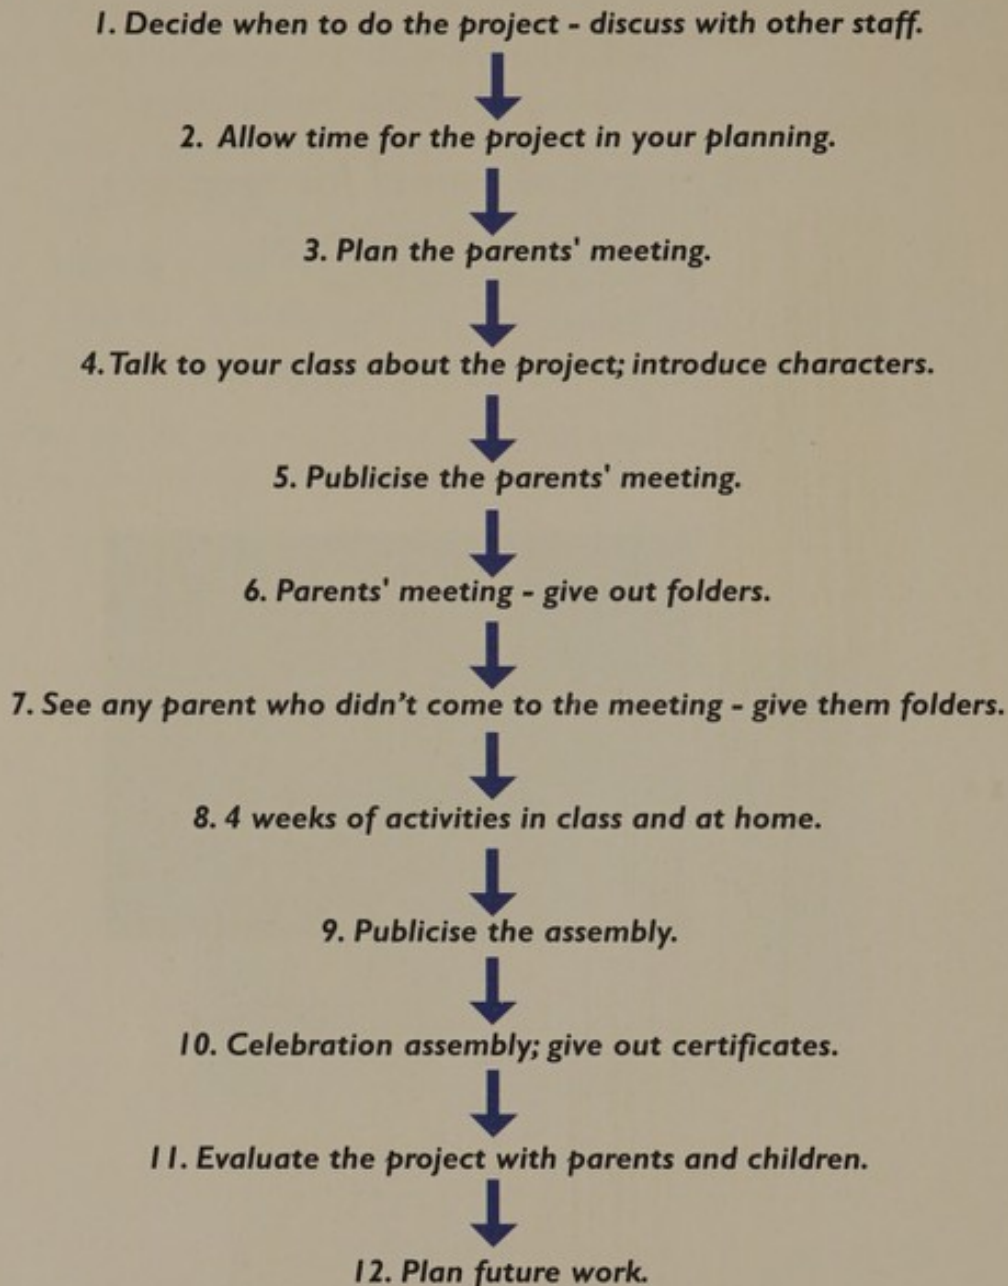 1. Decide when to do the project - discuss with other staff.
2. Allow time for the project in your planning.
3. Plan the parents' meeting.
4. Talk to your class about the project; introduce characters.
5. Publicise the parents' meeting.
6. Parents' meeting - give out folders.
7. See any parent who didn't come to the meeting - give them folders.
8. 4 weeks of activities in class and at home.
9. Publicise the assembly.
10. Celebration assembly; give out certificates.
11. Evaluate the project with parents and children.
12. Plan future work.